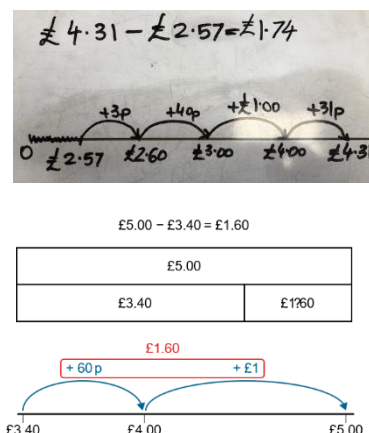 £4.31 - £2.57=£1.74
+3p +40p +£1.00 +31p
0 £2.57 £2.60 £3.00 £4.00 £4.3
£5.00 − £3.40 = £1.60
£5.00
£3.40 £1?60
£1.60
+ 60 p + £1
£3.40 £4.00 £5.00